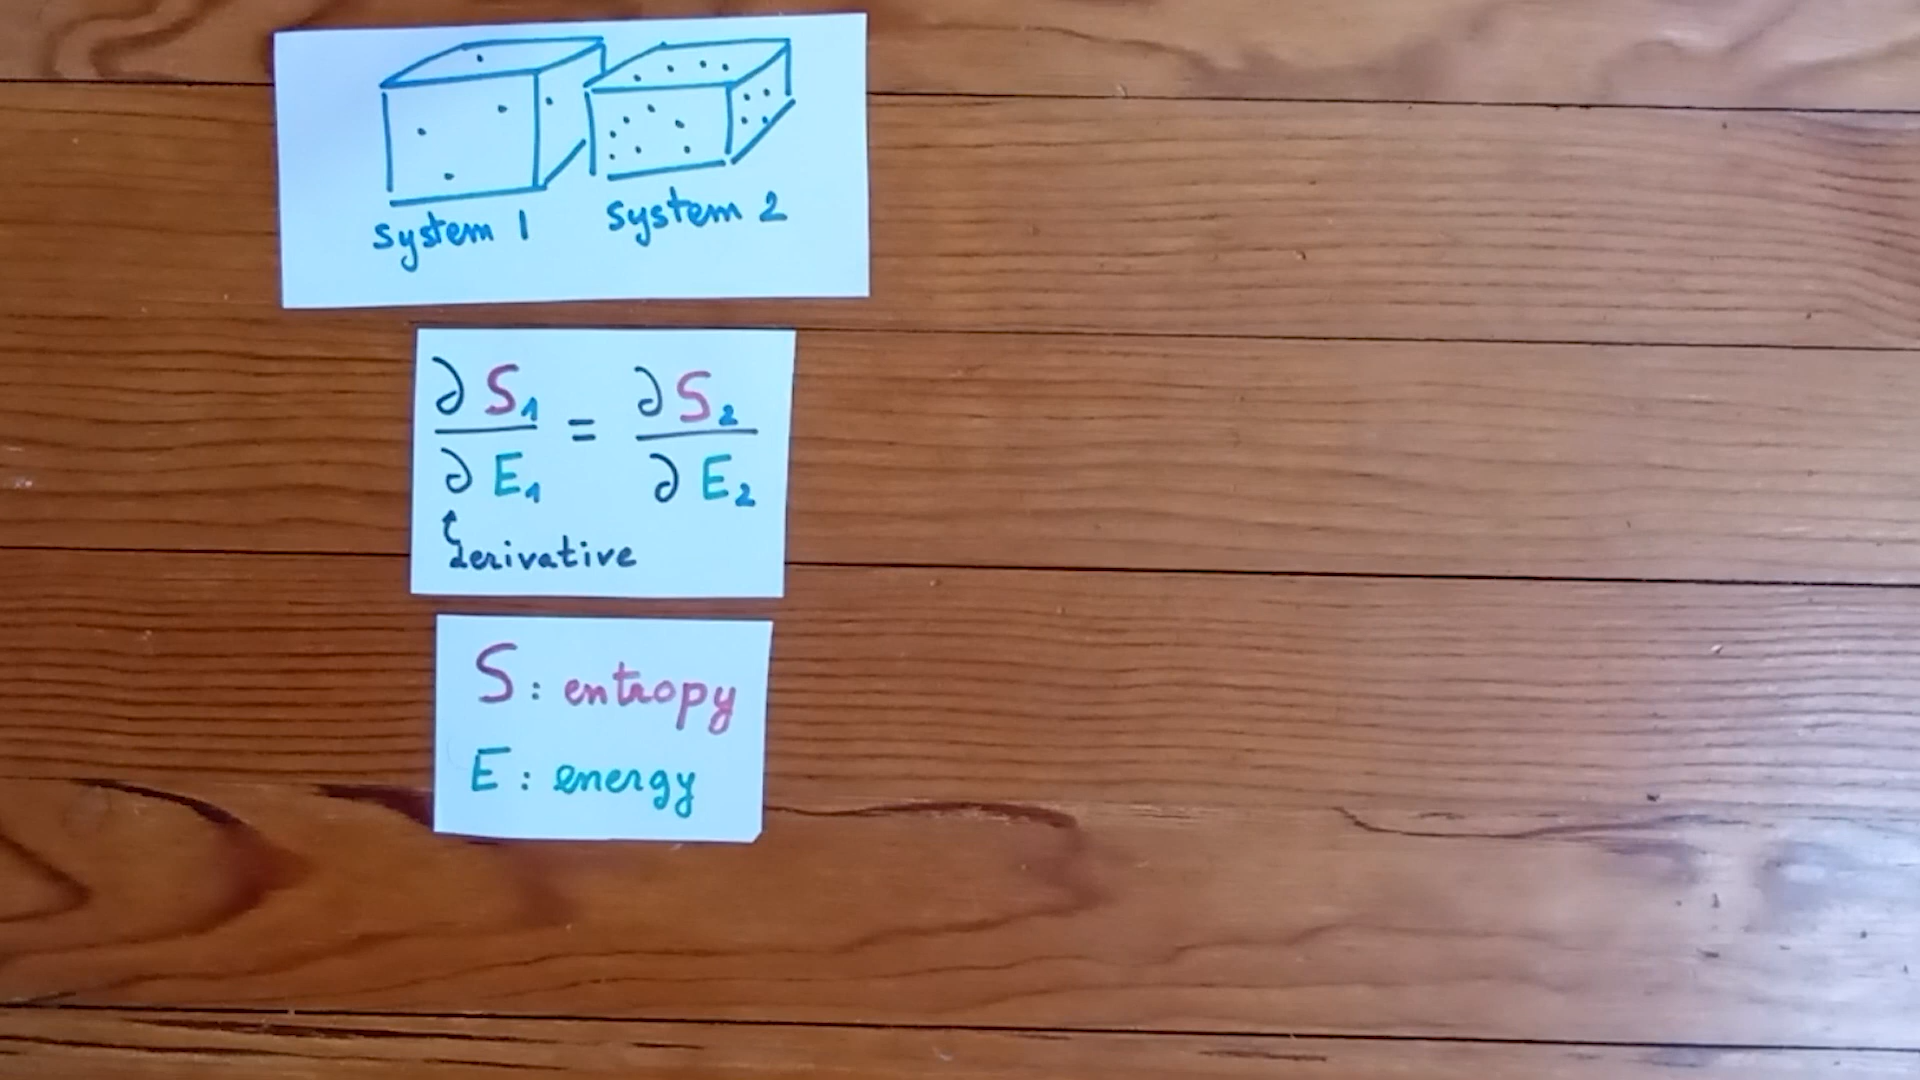 system 1 system 2
∂S₁/∂E₁ = ∂S₂/∂E₂
derivative
S: entropy
E: energy